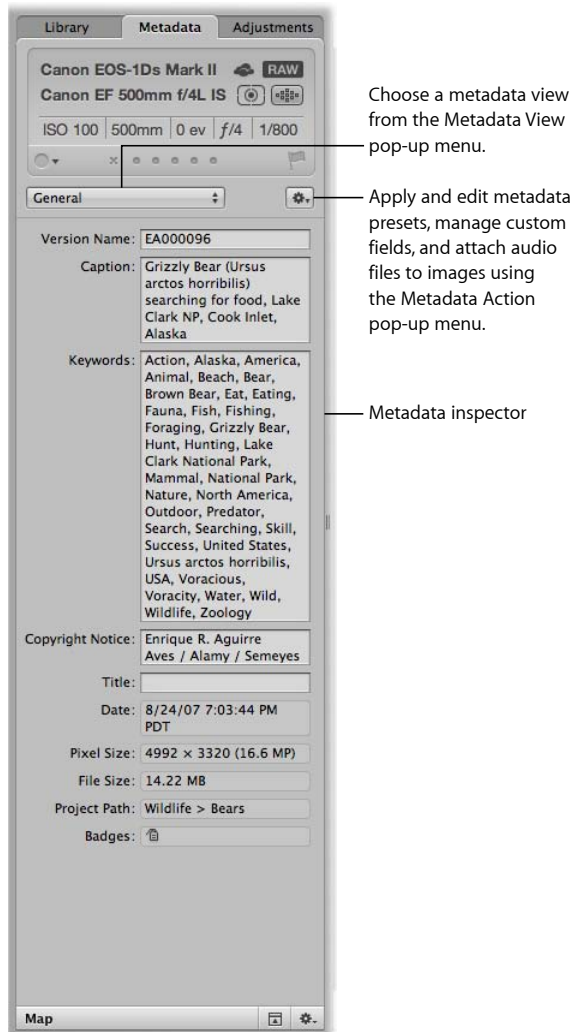 Library Metadata Adjustments
Canon EOS-1Ds Mark II RAW
Canon EF 500mm f/4L IS
ISO 100 500mm 0 ev ƒ/4 1/800
General
Version Name: EA000096
Caption: Grizzly Bear (Ursus
arctos horribilis)
searching for food, Lake
Clark NP, Cook Inlet,
Alaska
Keywords: Action, Alaska, America,
Animal, Beach, Bear,
Brown Bear, Eat, Eating,
Fauna, Fish, Fishing,
Foraging, Grizzly Bear,
Hunt, Hunting, Lake
Clark National Park,
Mammal, National Park,
Nature, North America,
Outdoor, Predator,
Search, Searching, Skill,
Success, United States,
Ursus arctos horribilis,
USA, Voracious,
Voracity, Water, Wild,
Wildlife, Zoology
Copyright Notice: Enrique R. Aguirre
Aves / Alamy / Semeyes
Title:
Date: 8/24/07 7:03:44 PM
PDT
Pixel Size: 4992 × 3320 (16.6 MP)
File Size: 14.22 MB
Project Path: Wildlife > Bears
Badges:
Map
Choose a metadata view
from the Metadata View
pop-up menu.
Apply and edit metadata
presets, manage custom
fields, and attach audio
files to images using
the Metadata Action
pop-up menu.
Metadata inspector